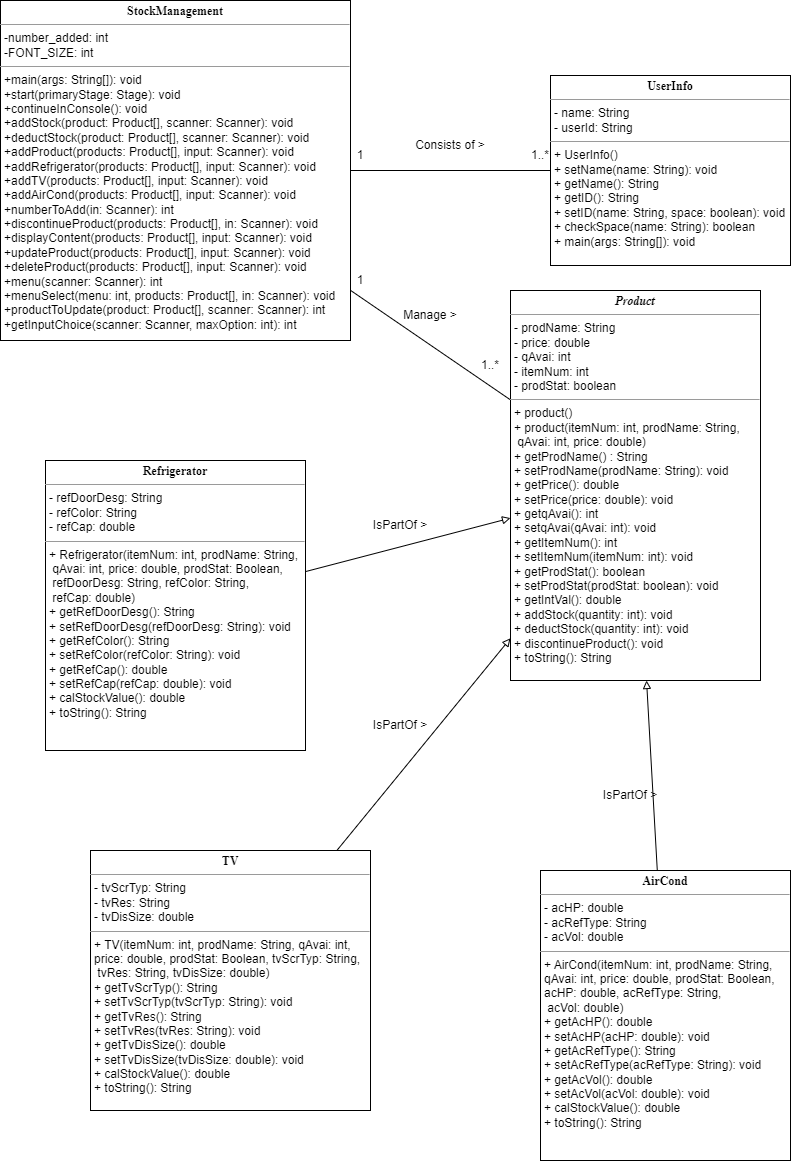 StockManagement
-number_added: int
-FONT_SIZE: int
+main(args: String[]): void
+start(primaryStage: Stage): void
+continueInConsole(): void
+addStock(product: Product[], scanner: Scanner): void
+deductStock(product: Product[], scanner: Scanner): void
+addProduct(products: Product[], input: Scanner): void
+addRefrigerator(products: Product[], input: Scanner): void
+addTV(products: Product[], input: Scanner): void
+addAirCond(products: Product[], input: Scanner): void
+numberToAdd(in: Scanner): int
+discontinueProduct(products: Product[], in: Scanner): void
+displayContent(products: Product[], input: Scanner): void
+updateProduct(products: Product[], input: Scanner): void
+deleteProduct(products: Product[], input: Scanner): void
+menu(scanner: Scanner): int
+menuSelect(menu: int, products: Product[], in: Scanner): void
+productToUpdate(product: Product[], scanner: Scanner): int
+getInputChoice(scanner: Scanner, maxOption: int): int
1
Consists of >
1..*
UserInfo
- name: String
- userId: String
+ UserInfo()
+ setName(name: String): void
+ getName(): String
+ getID(): String
+ setID(name: String, space: boolean): void
+ checkSpace(name: String): boolean
+ main(args: String[]): void
1
Manage >
1..*
Product
- prodName: String
- price: double
- qAvai: int
- itemNum: int
- prodStat: boolean
+ product()
+ product(itemNum: int, prodName: String,
qAvai: int, price: double)
+ getProdName() : String
+ setProdName(prodName: String): void
+ getPrice(): double
+ setPrice(price: double): void
+ getqAvai(): int
+ setqAvai(qAvai: int): void
+ getItemNum(): int
+ setItemNum(itemNum: int): void
+ getProdStat(): boolean
+ setProdStat(prodStat: boolean): void
+ getIntVal(): double
+ addStock(quantity: int): void
+ deductStock(quantity: int): void
+ discontinueProduct(): void
+ toString(): String
Refrigerator
- refDoorDesg: String
- refColor: String
- refCap: double
+ Refrigerator(itemNum: int, prodName: String,
qAvai: int, price: double, prodStat: Boolean,
refDoorDesg: String, refColor: String,
refCap: double)
+ getRefDoorDesg(): String
+ setRefDoorDesg(refDoorDesg: String): void
+ getRefColor(): String
+ setRefColor(refColor: String): void
+ getRefCap(): double
+ setRefCap(refCap: double): void
+ calStockValue(): double
+ toString(): String
IsPartOf >
IsPartOf >
IsPartOf >
TV
- tvScrTyp: String
- tvRes: String
- tvDisSize: double
+ TV(itemNum: int, prodName: String, qAvai: int,
price: double, prodStat: Boolean, tvScrTyp: String,
tvRes: String, tvDisSize: double)
+ getTvScrTyp(): String
+ setTvScrTyp(tvScrTyp: String): void
+ getTvRes(): String
+ setTvRes(tvRes: String): void
+ getTvDisSize(): double
+ setTvDisSize(tvDisSize: double): void
+ calStockValue(): double
+ toString(): String
AirCond
- acHP: double
- acRefType: String
- acVol: double
+ AirCond(itemNum: int, prodName: String,
qAvai: int, price: double, prodStat: Boolean,
acHP: double, acRefType: String,
acVol: double)
+ getAcHP(): double
+ setAcHP(acHP: double): void
+ getAcRefType(): String
+ setAcRefType(acRefType: String): void
+ getAcVol(): double
+ setAcVol(acVol: double): void
+ calStockValue(): double
+ toString(): String